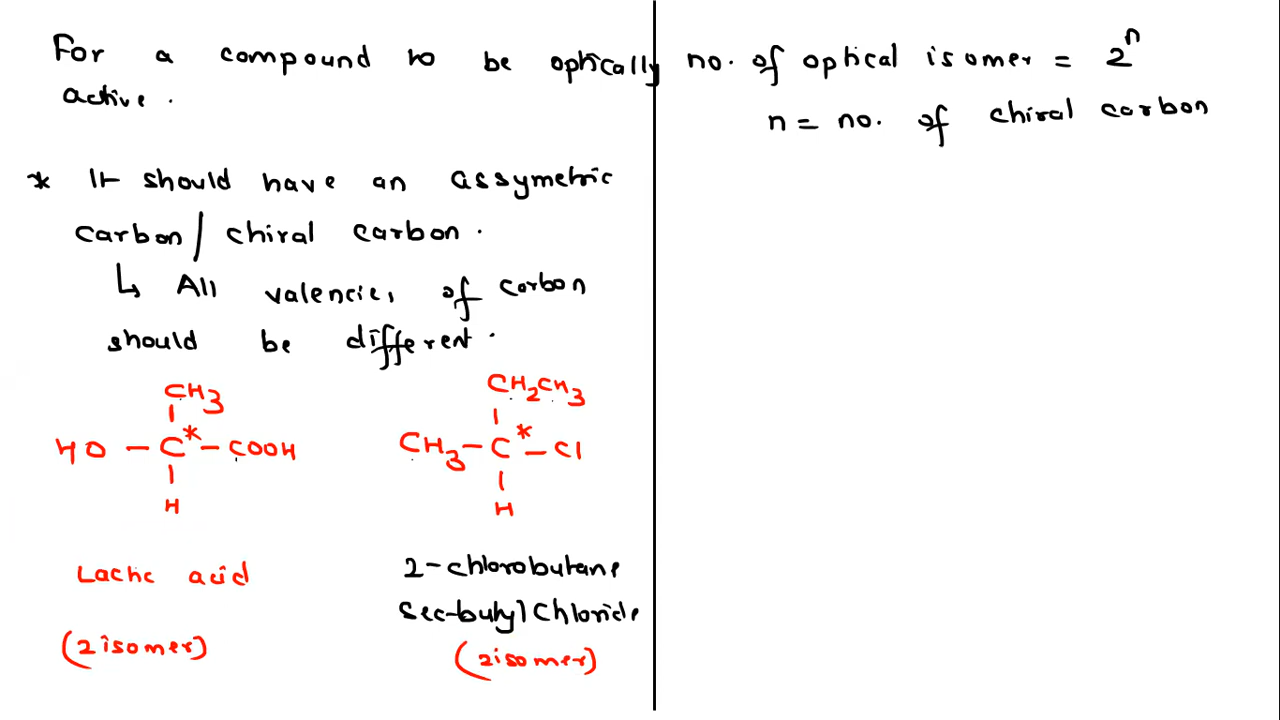 For a compound to be optically
active.
* It should have an assymetric
carbon/chiral carbon.
↳ All valencies of carbon
should be different.
CH3
HO - C* - COOH
H
Lactic acid
(2 isomer)
CH2CH3
CH3 - C* - Cl
H
2-chlorobutane
Sec-butyl Chloride
(2 isomer)
no. of optical isomer = 2^n
n = no. of chiral carbon